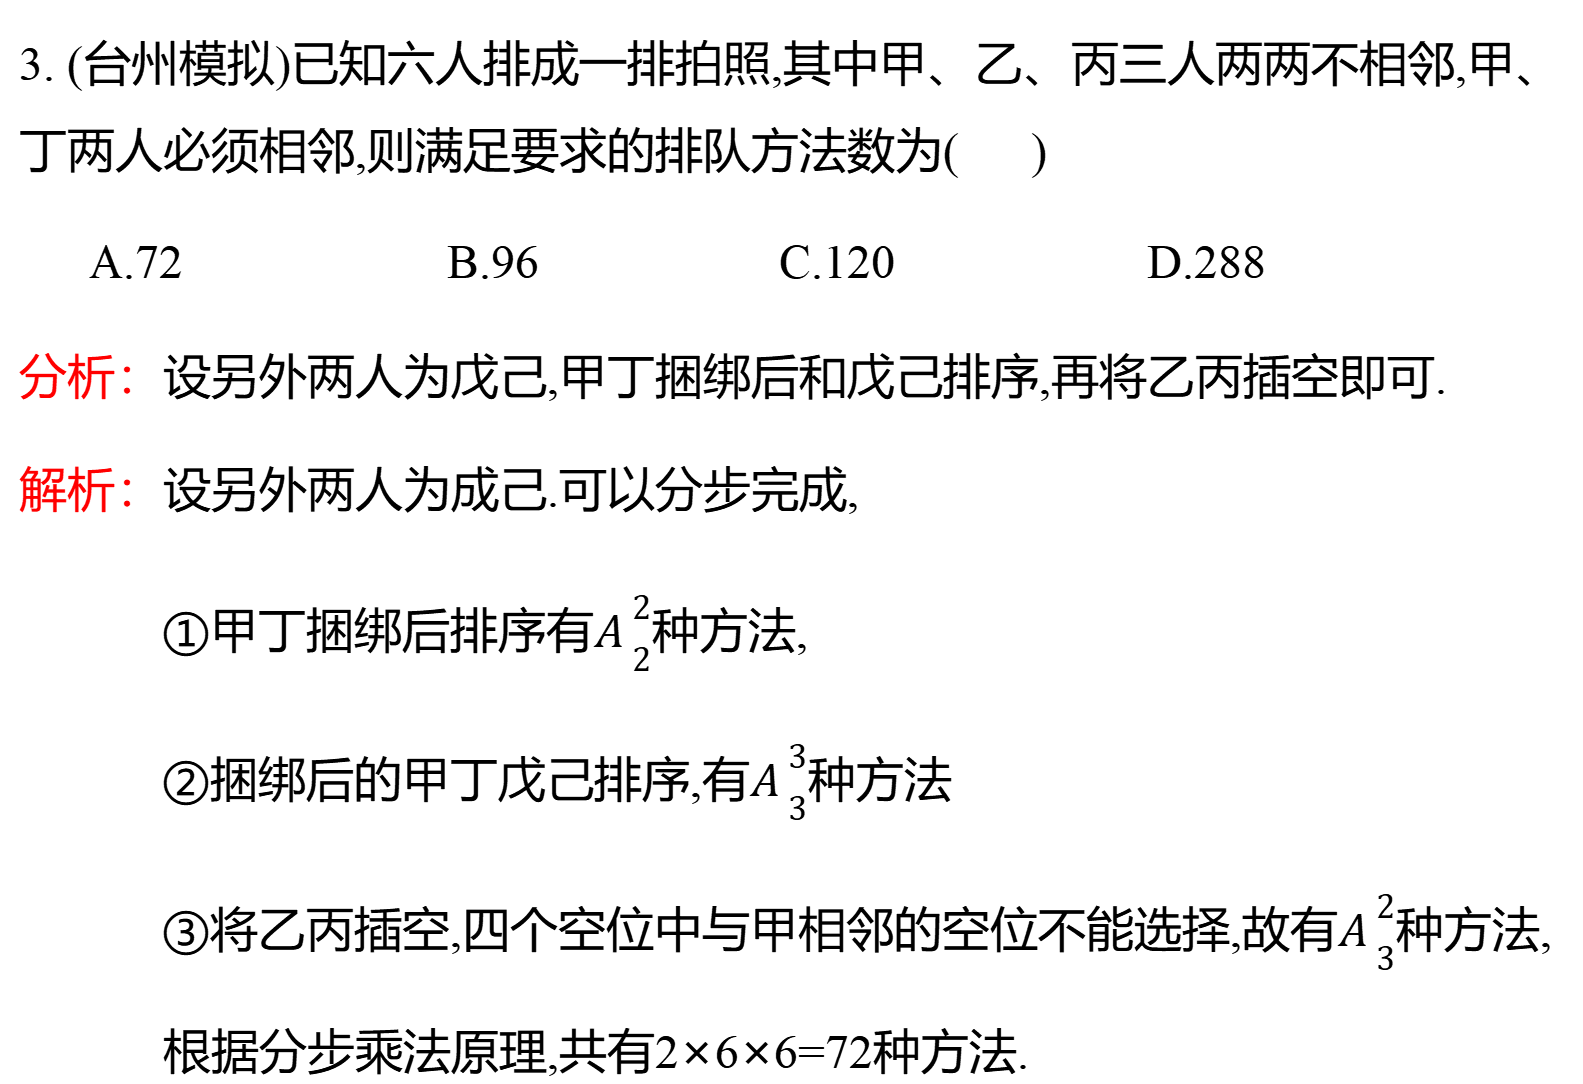 3. (台州模拟)已知六人排成一排拍照,其中甲、乙、丙三人两两不相邻,甲、
丁两人必须相邻,则满足要求的排队方法数为(  )
A.72 B.96 C.120 D.288
分析：设另外两人为戊己,甲丁捆绑后和戊己排序,再将乙丙插空即可.
解析：设另外两人为成己.可以分步完成,
①甲丁捆绑后排序有A²₂种方法,
②捆绑后的甲丁戊己排序,有A³₃种方法
③将乙丙插空,四个空位中与甲相邻的空位不能选择,故有A²₃种方法,
根据分步乘法原理,共有2×6×6=72种方法.